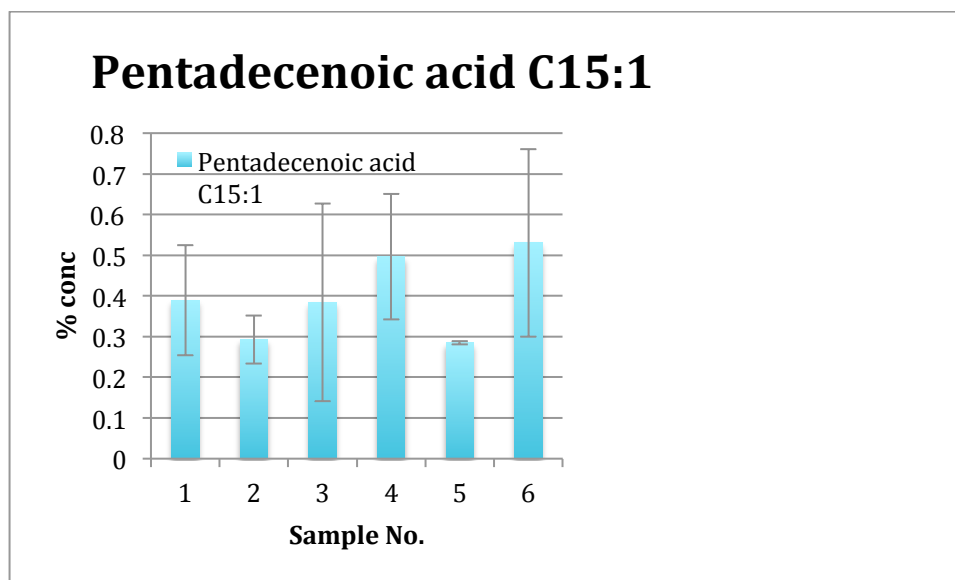 Pentadecenoic acid C15:1
0.8
0.7
0.6
0.5
0.4
0.3
0.2
0.1
0
% conc
Pentadecenoic acid
C15:1
1 2 3 4 5 6
Sample No.